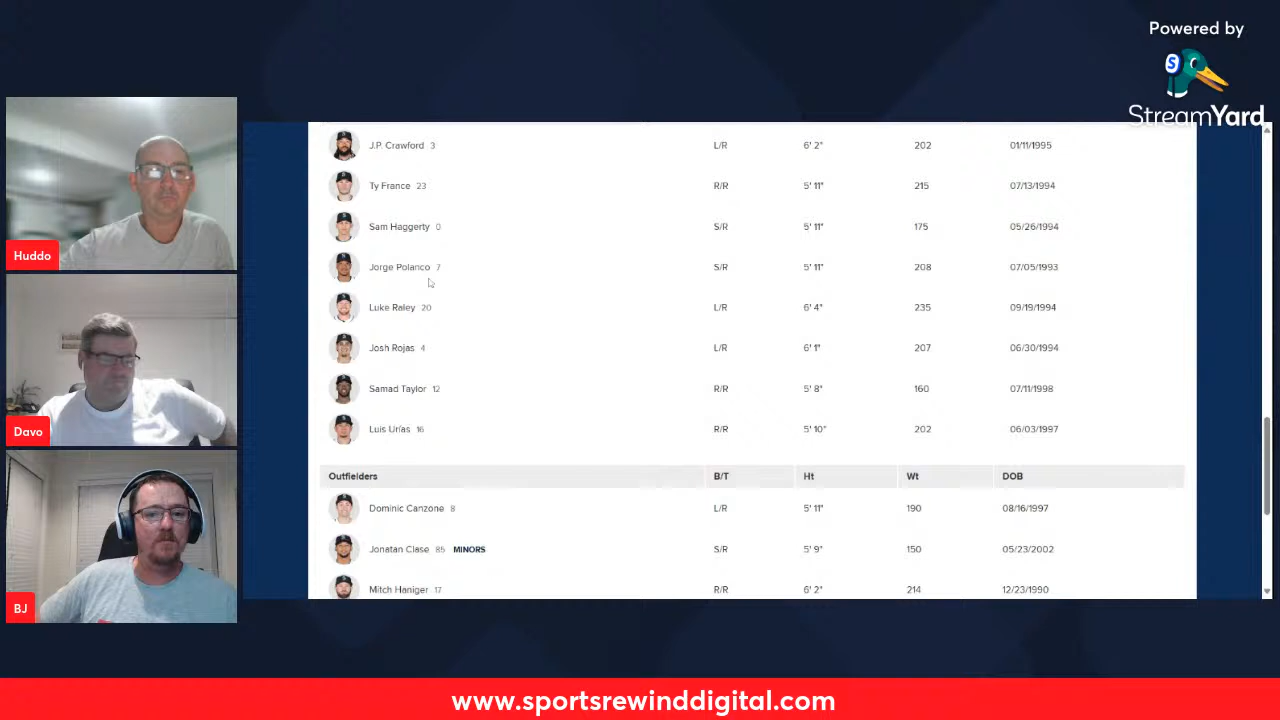 Powered by
S
StreamYard
J.P. Crawford 3 L/R 6' 2" 202 01/11/1995
Ty France 23 R/R 5' 11" 215 07/13/1994
Sam Haggerty 0 S/R 5' 11" 175 05/26/1994
Jorge Polanco 7 S/R 5' 11" 208 07/05/1993
Luke Raley 20 L/R 6' 4" 235 09/19/1994
Josh Rojas 4 L/R 6' 1" 207 06/30/1994
Samad Taylor 12 R/R 5' 8" 160 07/11/1998
Luis Urías 16 R/R 5' 10" 202 06/03/1997
Outfielders B/T Ht Wt DOB
Dominic Canzone 8 L/R 5' 11" 190 08/16/1997
Jonatan Clase 85 MINORS S/R 5' 9" 150 05/23/2002
Mitch Haniger 17 R/R 6' 2" 214 12/23/1990
Huddo
Davo
BJ
www.sportsrewinddigital.com